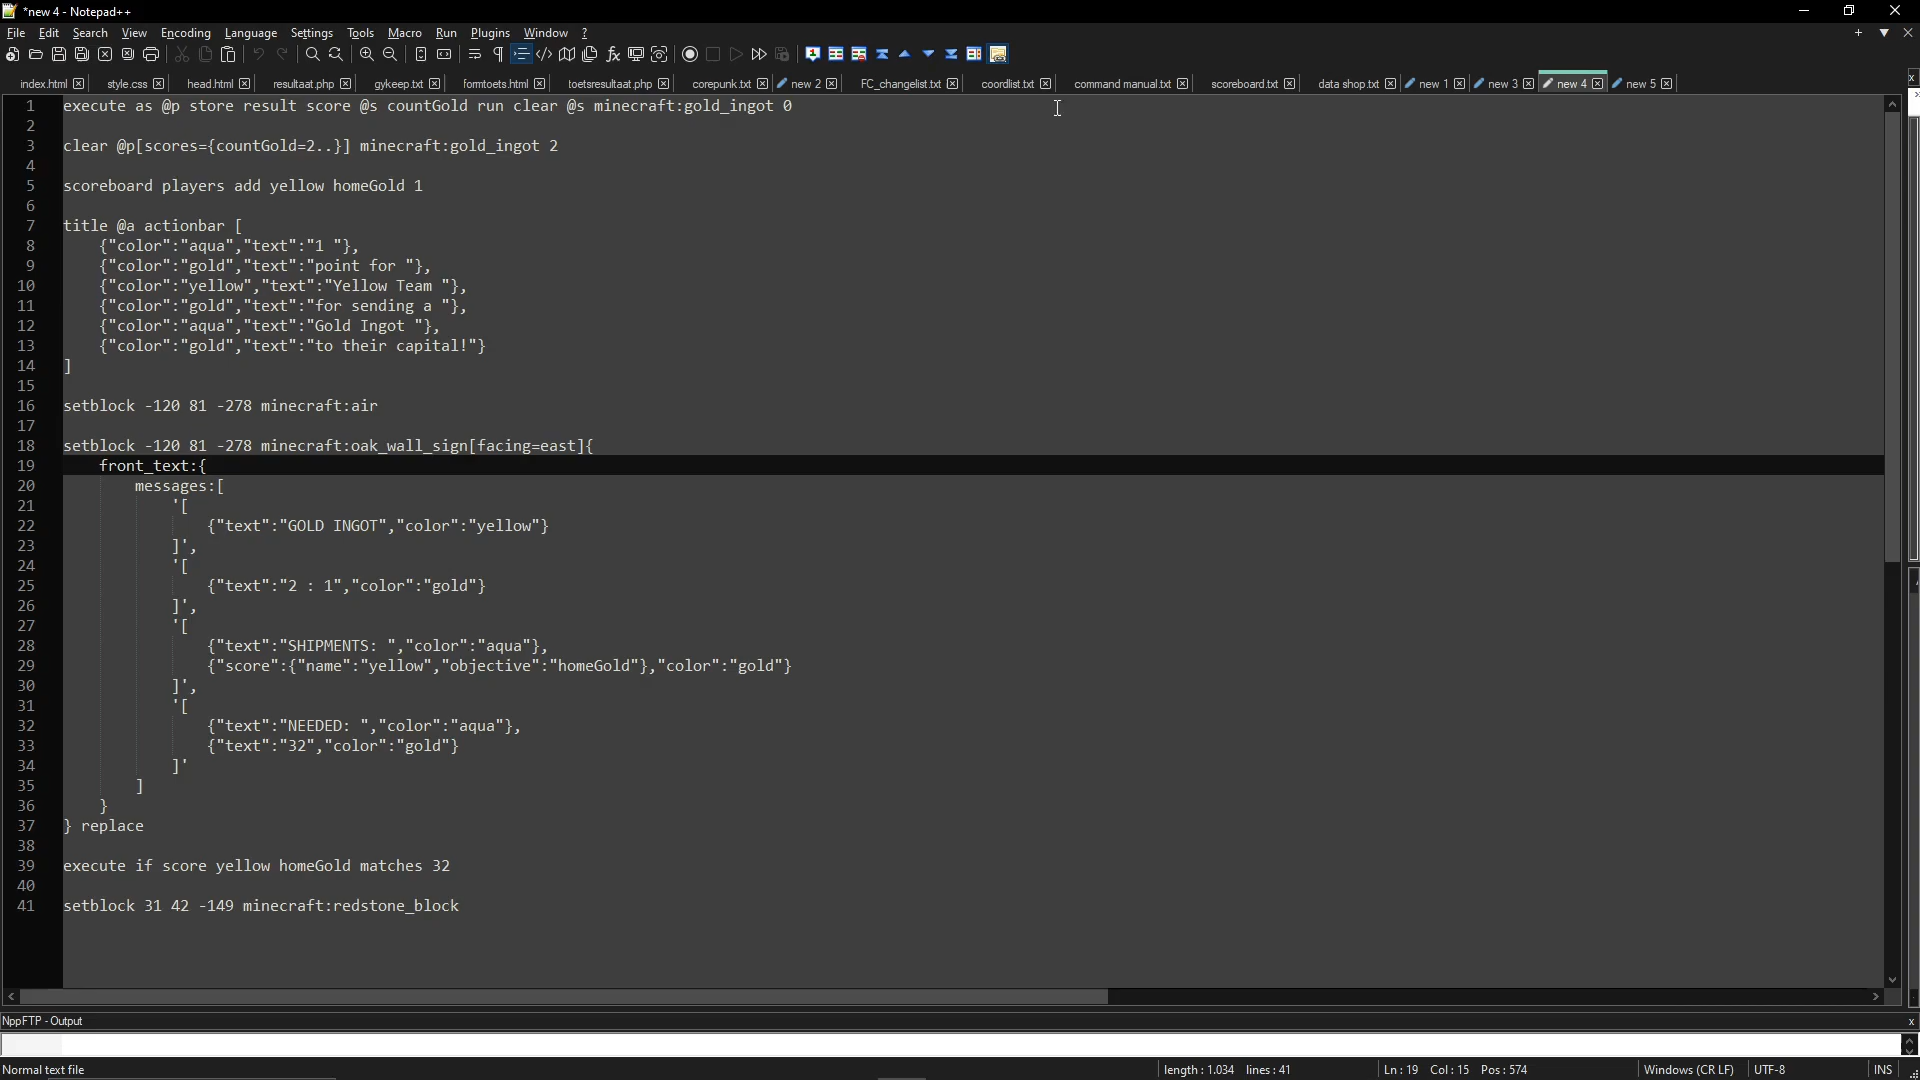 *new 4 - Notepad++
File Edit Search View Encoding Language Settings Tools Macro Run Plugins Window ?
index.html style.css head.html resultaat.php gykeep.txt formtoets.html toetsresultaat.php corepunk.txt new 2 FC_changelist.txt coordlist.txt command manual.txt scoreboard.txt data shop.txt new 1 new 3 new 4 new 5
1 execute as @p store result score @s countGold run clear @s minecraft:gold_ingot 0
2
3 clear @p[scores={countGold=2..}] minecraft:gold_ingot 2
4
5 scoreboard players add yellow homeGold 1
6
7 title @a actionbar [
8 {"color":"aqua","text":"1 "},
9 {"color":"gold","text":"point for "},
10 {"color":"yellow","text":"Yellow Team "},
11 {"color":"gold","text":"for sending a "},
12 {"color":"aqua","text":"Gold Ingot "},
13 {"color":"gold","text":"to their capital!"}
14 ]
15
16 setblock -120 81 -278 minecraft:air
17
18 setblock -120 81 -278 minecraft:oak_wall_sign[facing=east]{
19 front_text:{
20 messages:[
21 '[
22 {"text":"GOLD INGOT","color":"yellow"}
23 ]',
24 '[
25 {"text":"2 : 1","color":"gold"}
26 ]',
27 '[
28 {"text":"SHIPMENTS: ","color":"aqua"},
29 {"score":{"name":"yellow","objective":"homeGold"},"color":"gold"}
30 ]',
31 '[
32 {"text":"NEEDED: ","color":"aqua"},
33 {"text":"32","color":"gold"}
34 ]'
35 ]
36 }
37 } replace
38
39 execute if score yellow homeGold matches 32
40
41 setblock 31 42 -149 minecraft:redstone_block
NppFTP - Output
Normal text file length : 1.034 lines : 41 Ln : 19 Col : 15 Pos : 574 Windows (CR LF) UTF-8 INS